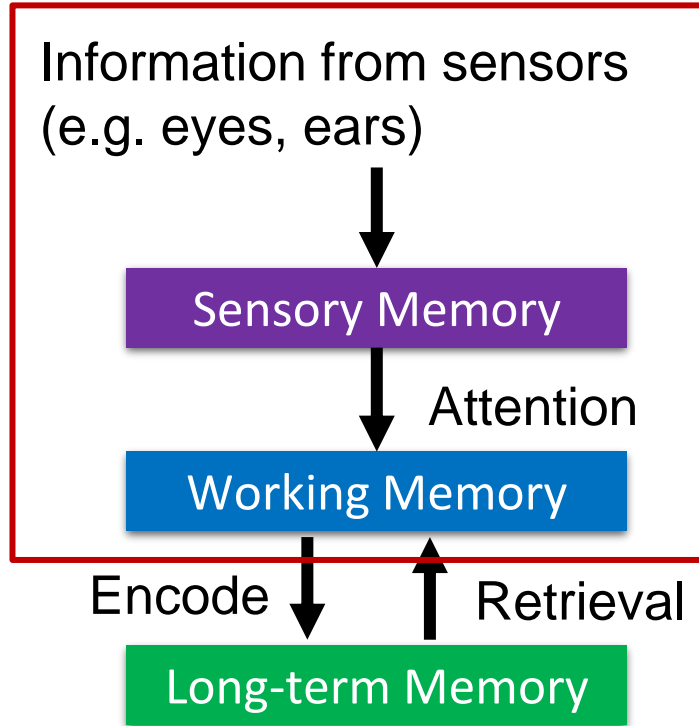 Information from sensors
(e.g. eyes, ears)
Sensory Memory
Attention
Working Memory
Encode
Retrieval
Long-term Memory